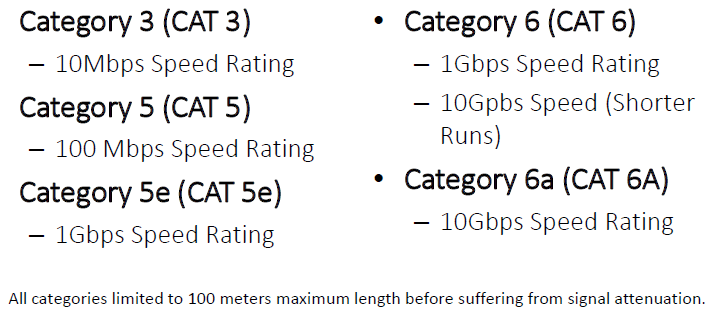 Category 3 (CAT 3)
– 10Mbps Speed Rating
Category 5 (CAT 5)
– 100 Mbps Speed Rating
Category 5e (CAT 5e)
– 1Gbps Speed Rating
• Category 6 (CAT 6)
– 1Gbps Speed Rating
– 10Gpbs Speed (Shorter
Runs)
• Category 6a (CAT 6A)
– 10Gbps Speed Rating
All categories limited to 100 meters maximum length before suffering from signal attenuation.